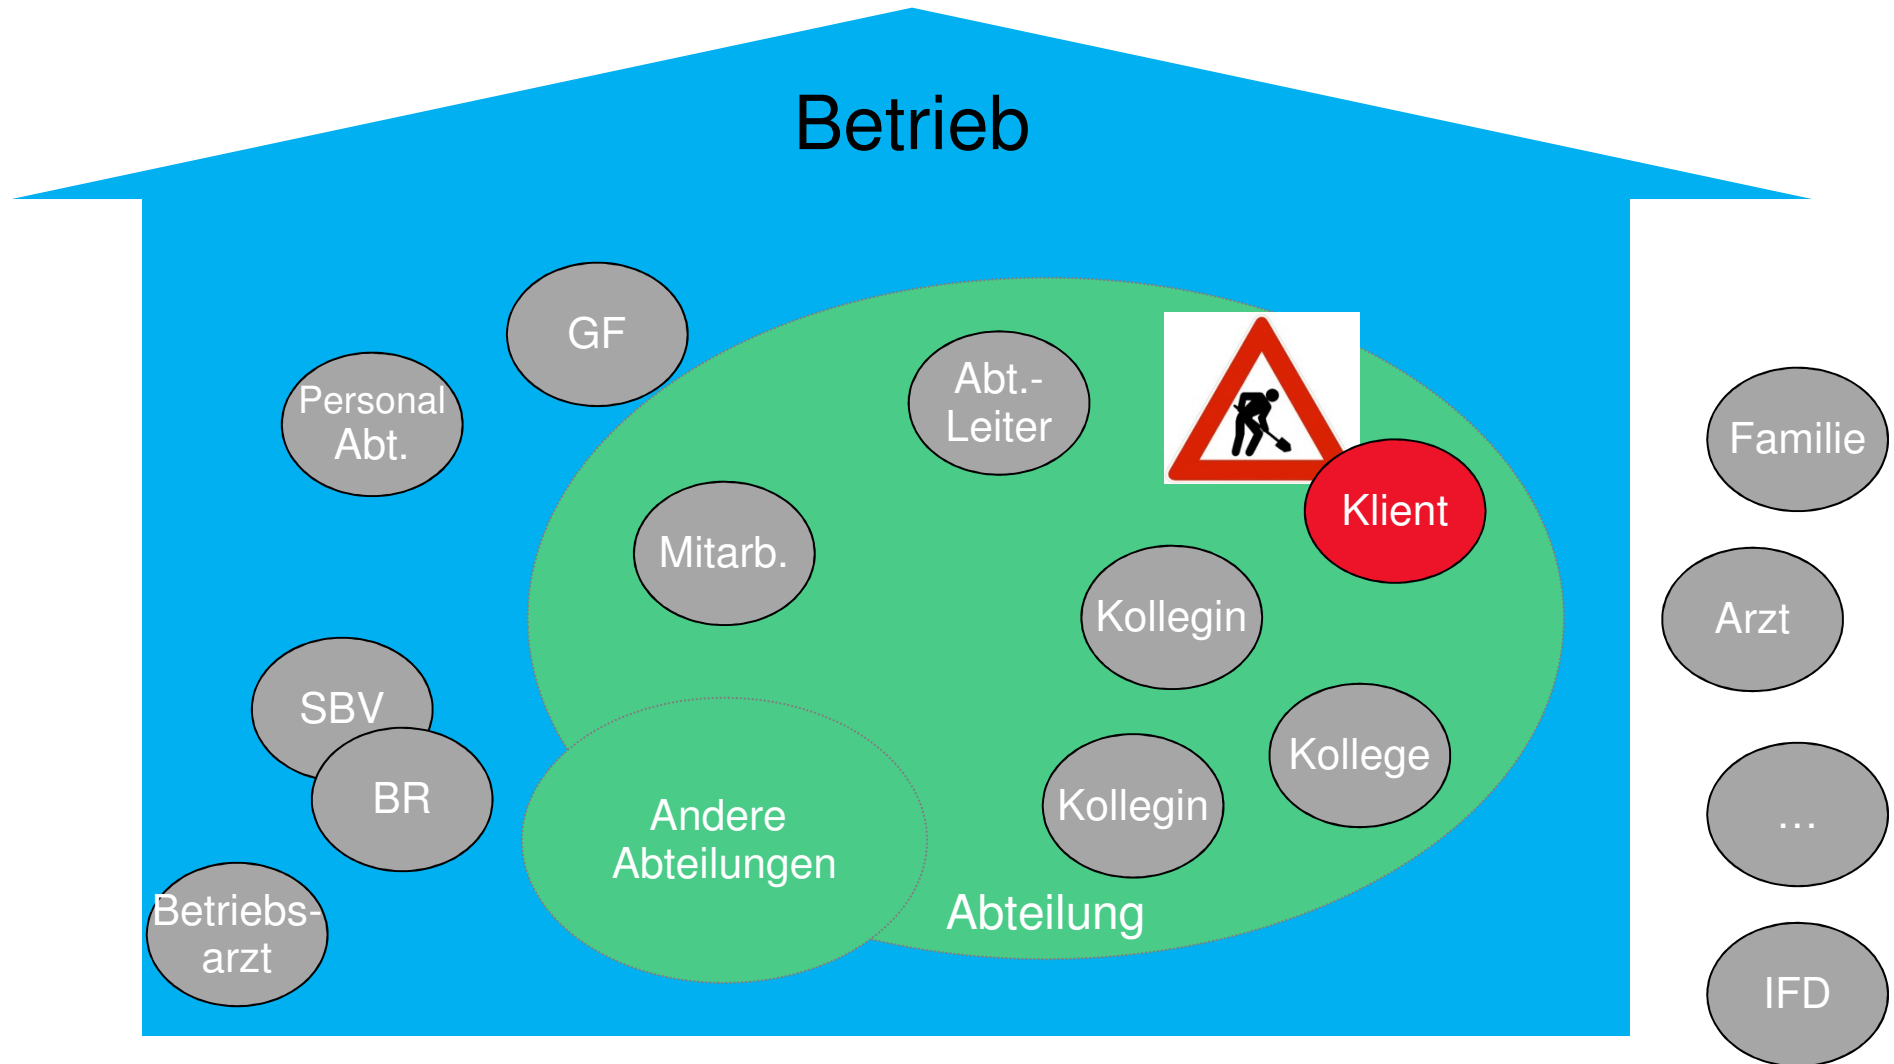 Betrieb
GF
Personal
Abt.
Abt.-
Leiter
Klient
Familie
Mitarb.
Kollegin
Arzt
SBV
BR
Kollege
Kollegin
...
Andere
Abteilungen
Abteilung
Betriebs-
arzt
IFD